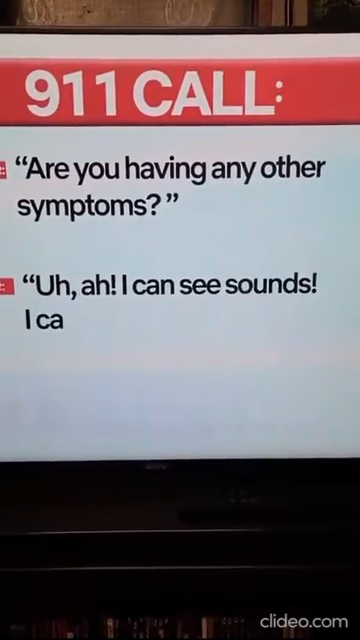 911 CALL:
“Are you having any other
symptoms?”
“Uh, ah! I can see sounds!
I ca
clideo.com